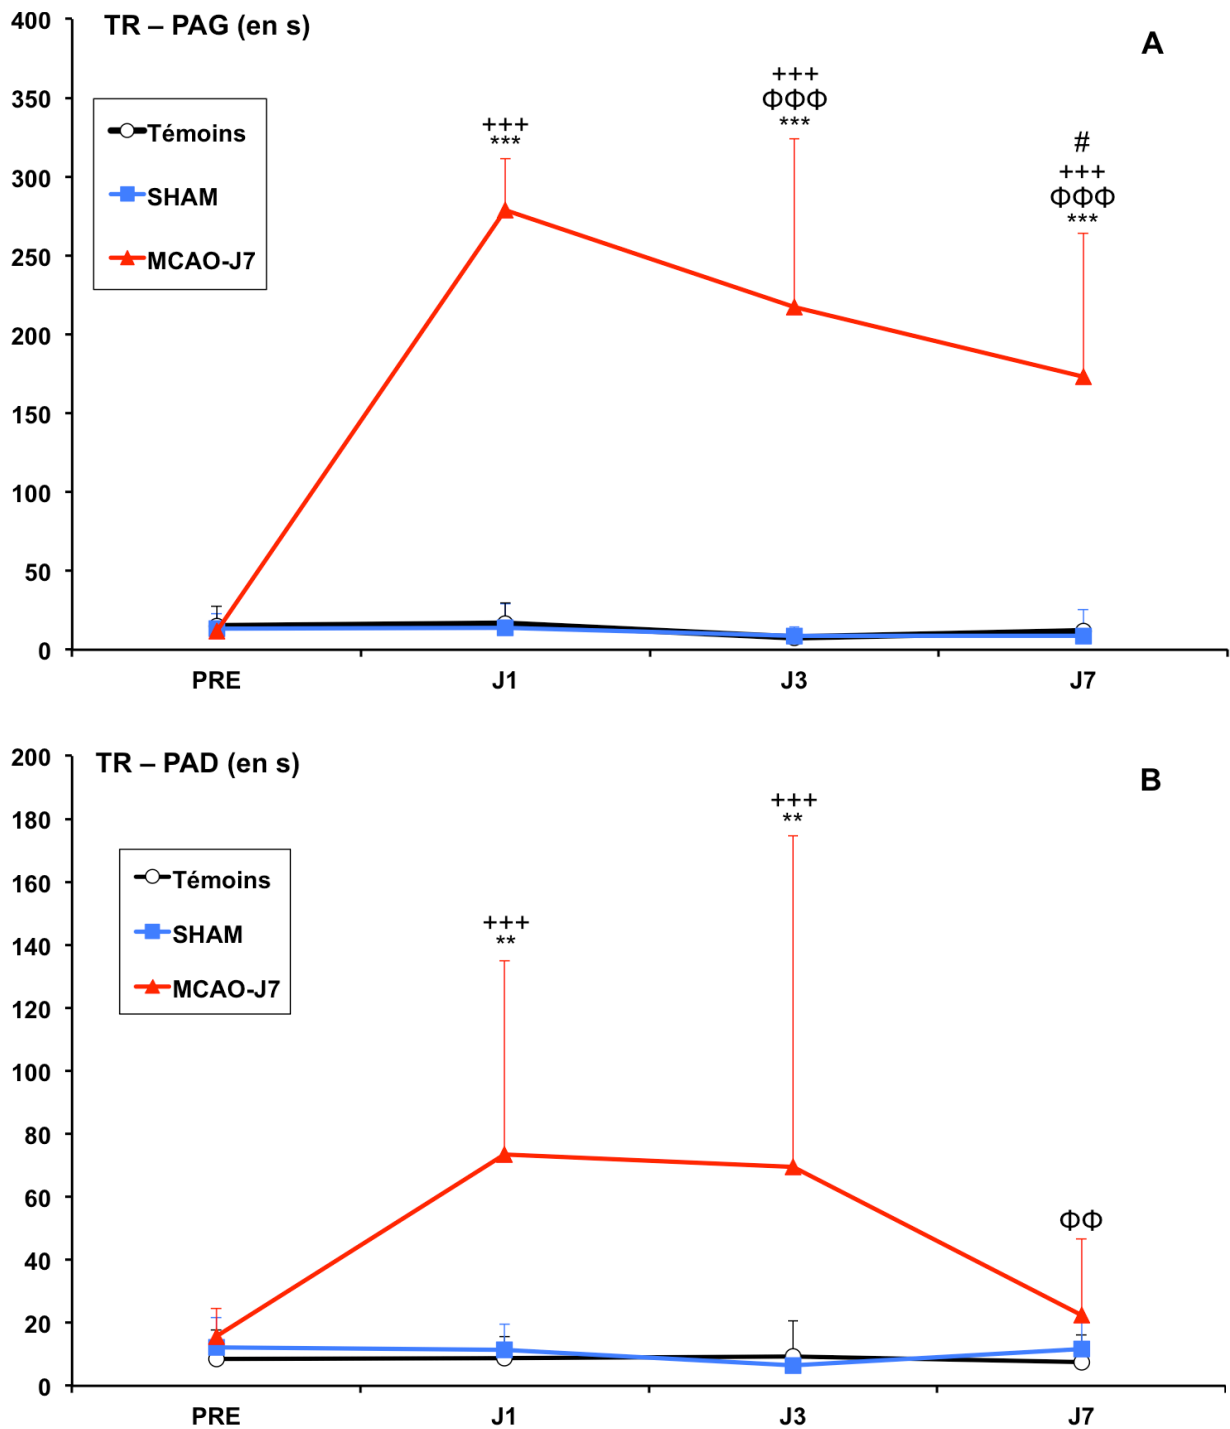 TR – PAG (en s)
A
400
350
300
250
200
150
100
50
0
Témoins
SHAM
MCAO-J7
+++
***
+++
ΦΦΦ
***
#
+++
ΦΦΦ
***
PRE J1 J3 J7
TR – PAD (en s)
B
200
180
160
140
120
100
80
60
40
20
0
Témoins
SHAM
MCAO-J7
+++
**
+++
**
ΦΦ
PRE J1 J3 J7